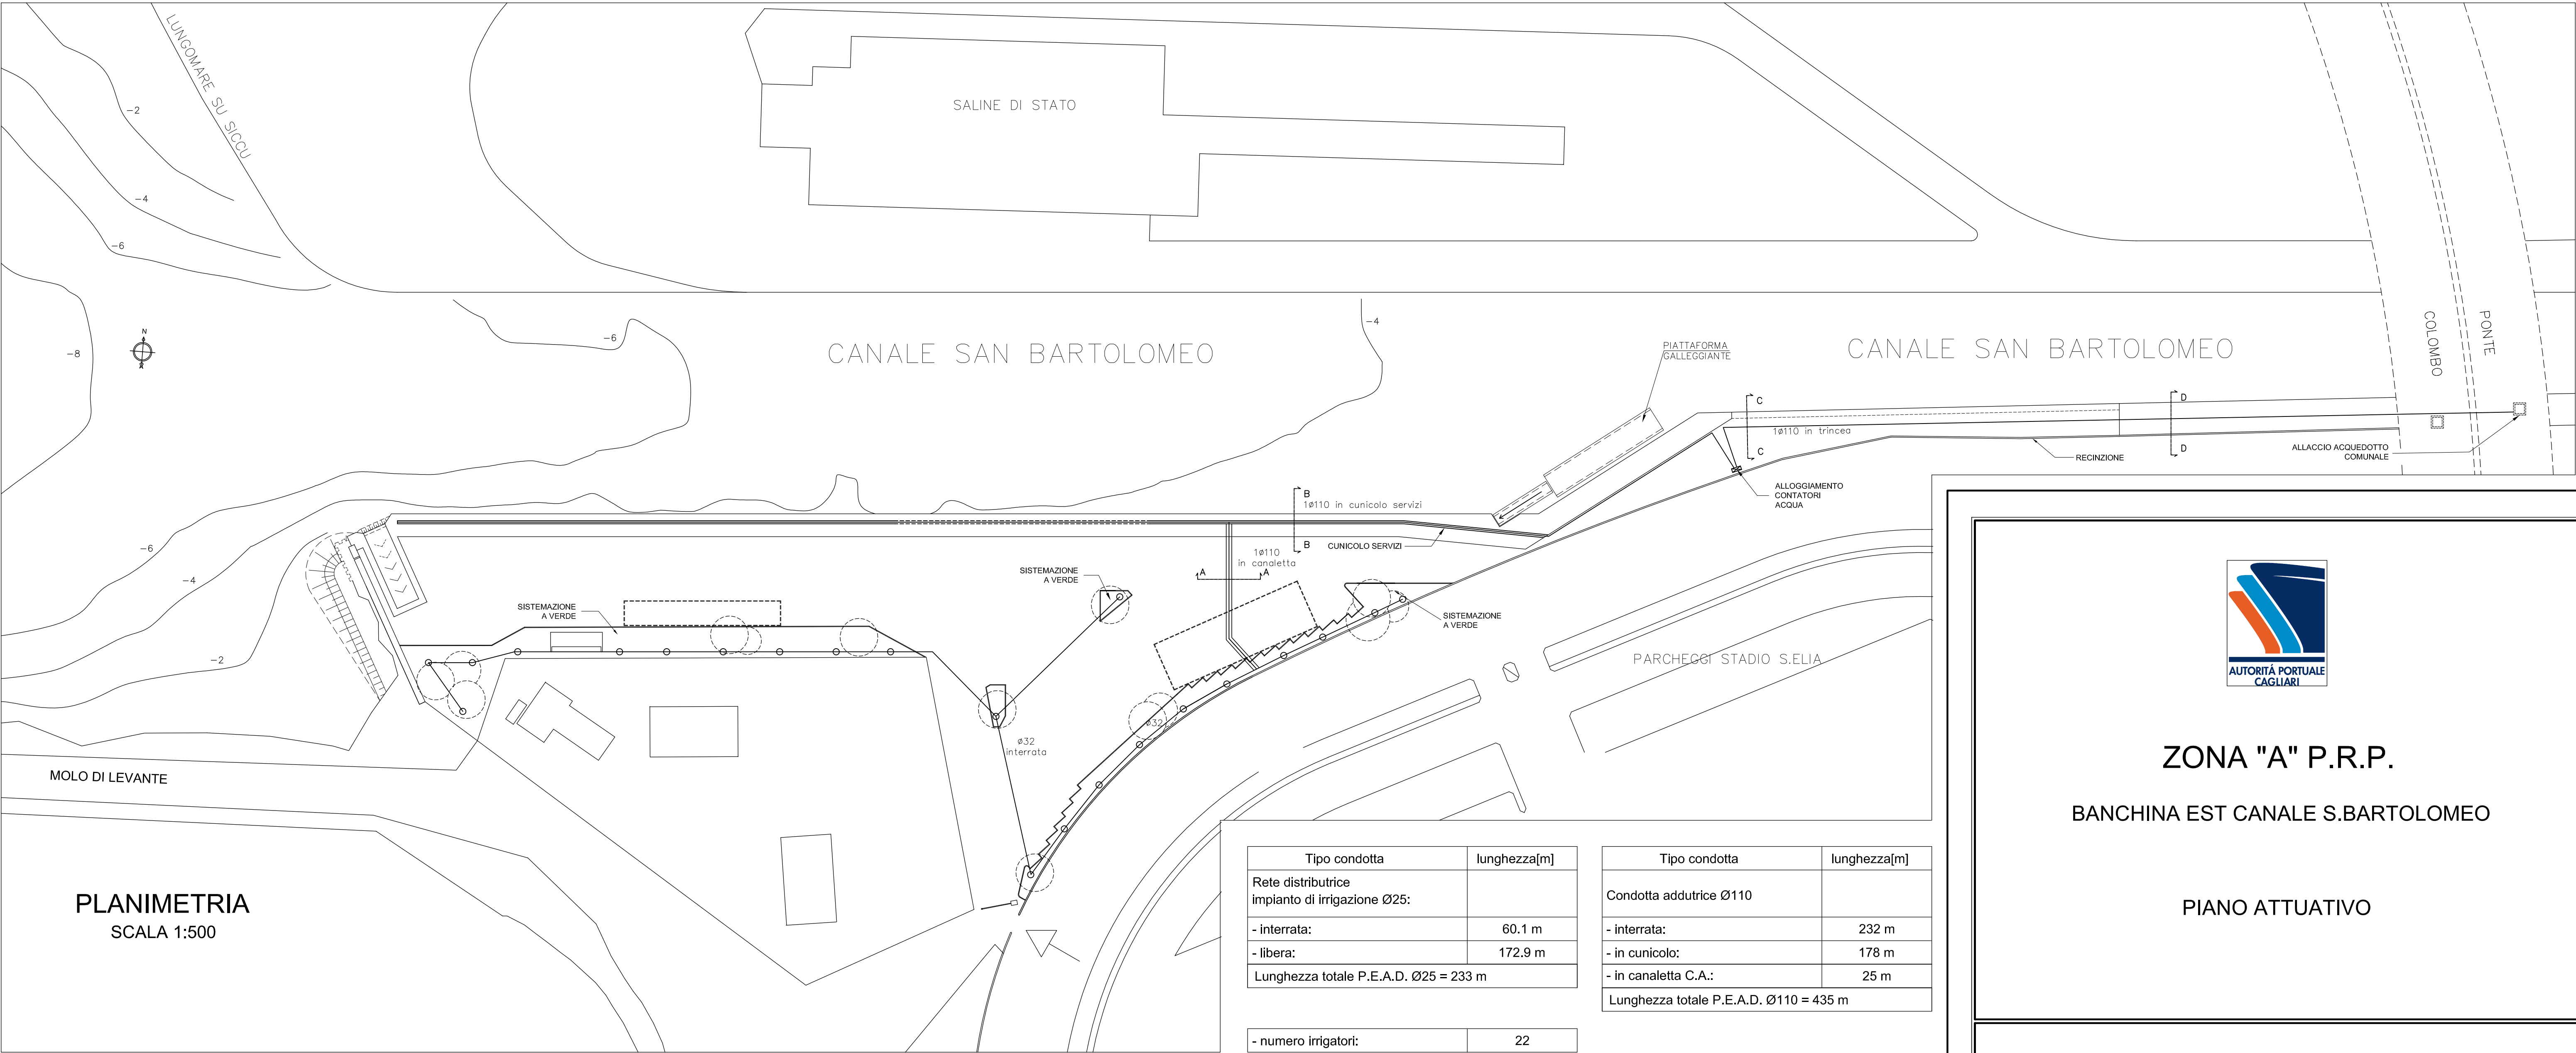 LUNGOMARE SU SICCU
SALINE DI STATO
-2
-4
-6
-8
N
-6
-4
CANALE SAN BARTOLOMEO
PIATTAFORMA
GALLEGGIANTE
CANALE SAN BARTOLOMEO
COLOMBO
PONTE
C
C
D
D
1ø110 in trincea
RECINZIONE
ALLACCIO ACQUEDOTTO
COMUNALE
ALLOGGIAMENTO
CONTATORI
ACQUA
B
1ø110 in cunicolo servizi
B
CUNICOLO SERVIZI
1ø110
in canaletta
A
A
SISTEMAZIONE
A VERDE
SISTEMAZIONE
A VERDE
SISTEMAZIONE
A VERDE
-6
-4
-2
PARCHEGGI STADIO S.ELIA
ø32
ø32
interrata
MOLO DI LEVANTE
PLANIMETRIA
SCALA 1:500
Tipo condotta lunghezza[m]
Rete distributrice
impianto di irrigazione Ø25:
- interrata: 60.1 m
- libera: 172.9 m
Lunghezza totale P.E.A.D. Ø25 = 233 m
- numero irrigatori: 22
Tipo condotta lunghezza[m]
Condotta addutrice Ø110
- interrata: 232 m
- in cunicolo: 178 m
- in canaletta C.A.: 25 m
Lunghezza totale P.E.A.D. Ø110 = 435 m
AUTORITÁ PORTUALE
CAGLIARI
ZONA "A" P.R.P.
BANCHINA EST CANALE S.BARTOLOMEO
PIANO ATTUATIVO